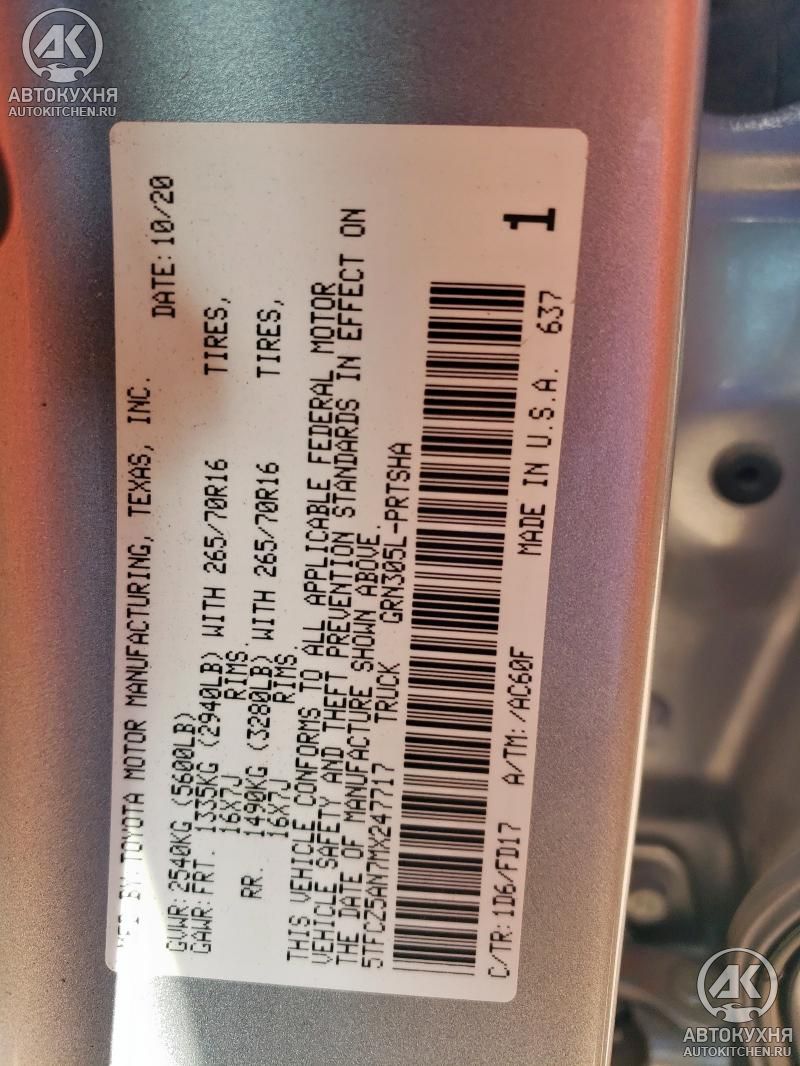 АВТОКУХНЯ
AUTOKITCHEN.RU
BY: TOYOTA MOTOR MANUFACTURING, TEXAS, INC.
DATE: 10/20
GVWR: 2540KG (5600LB)
GAWR: FRT. 1335KG (2940LB) WITH 265/70R16 TIRES,
16X7J RIMS.
RR. 1490KG (3280LB) WITH 265/70R16 TIRES,
16X7J RIMS.
THIS VEHICLE CONFORMS TO ALL APPLICABLE FEDERAL MOTOR
VEHICLE SAFETY AND THEFT PREVENTION STANDARDS IN EFFECT ON
THE DATE OF MANUFACTURE SHOWN ABOVE.
5TFCZ5AN7MX247717 TRUCK GRN305L-PRTSHA
1
C/TR: 1D6/FD17 A/TM: /AC60F MADE IN U.S.A. 637
АВТОКУХНЯ
AUTOKITCHEN.RU